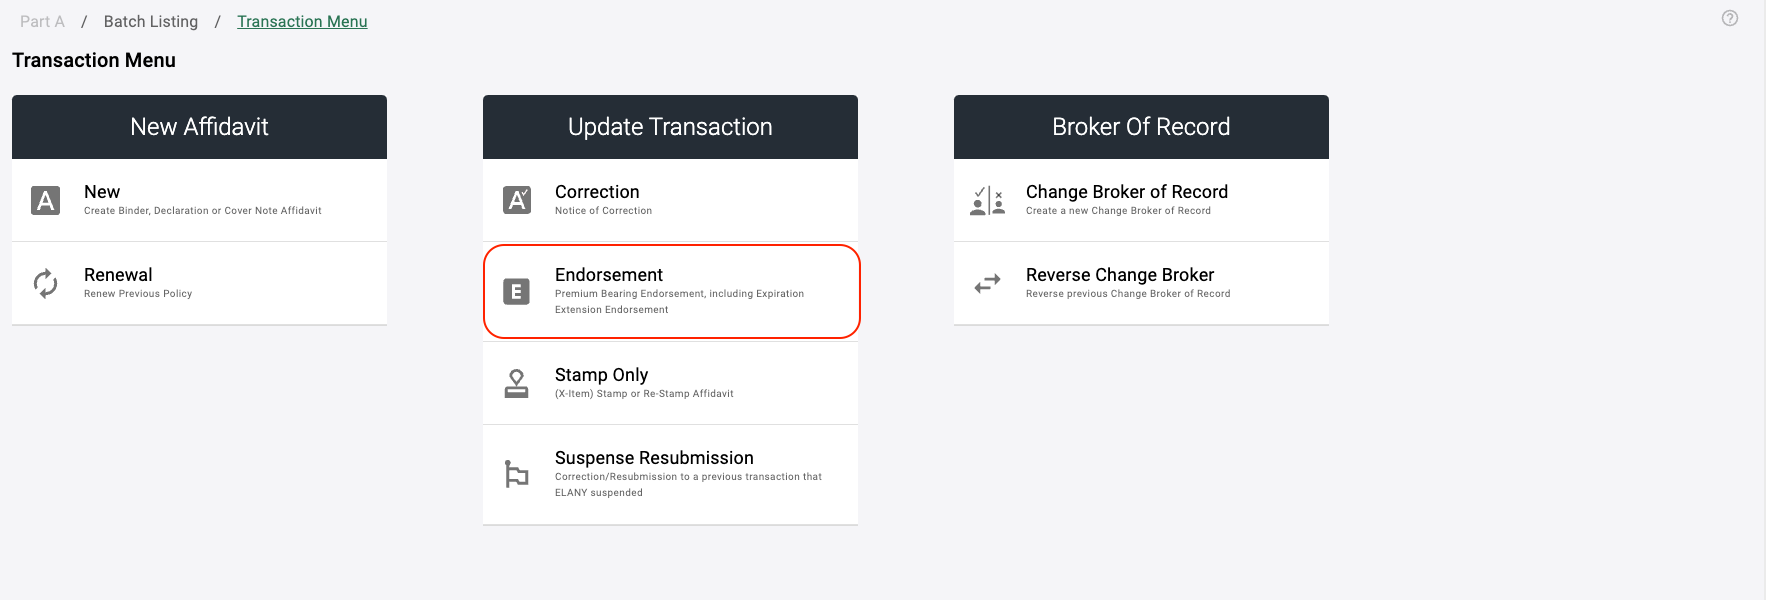 Part A / Batch Listing / Transaction Menu
Transaction Menu
New Affidavit
A
New
Create Binder, Declaration or Cover Note Affidavit
Renewal
Renew Previous Policy
Update Transaction
A
Correction
Notice of Correction
E
Endorsement
Premium Bearing Endorsement, including Expiration
Extension Endorsement
Stamp Only
(X-Item) Stamp or Re-Stamp Affidavit
Suspense Resubmission
Correction/Resubmission to a previous transaction that
ELANY suspended
Broker Of Record
Change Broker of Record
Create a new Change Broker of Record
Reverse Change Broker
Reverse previous Change Broker of Record